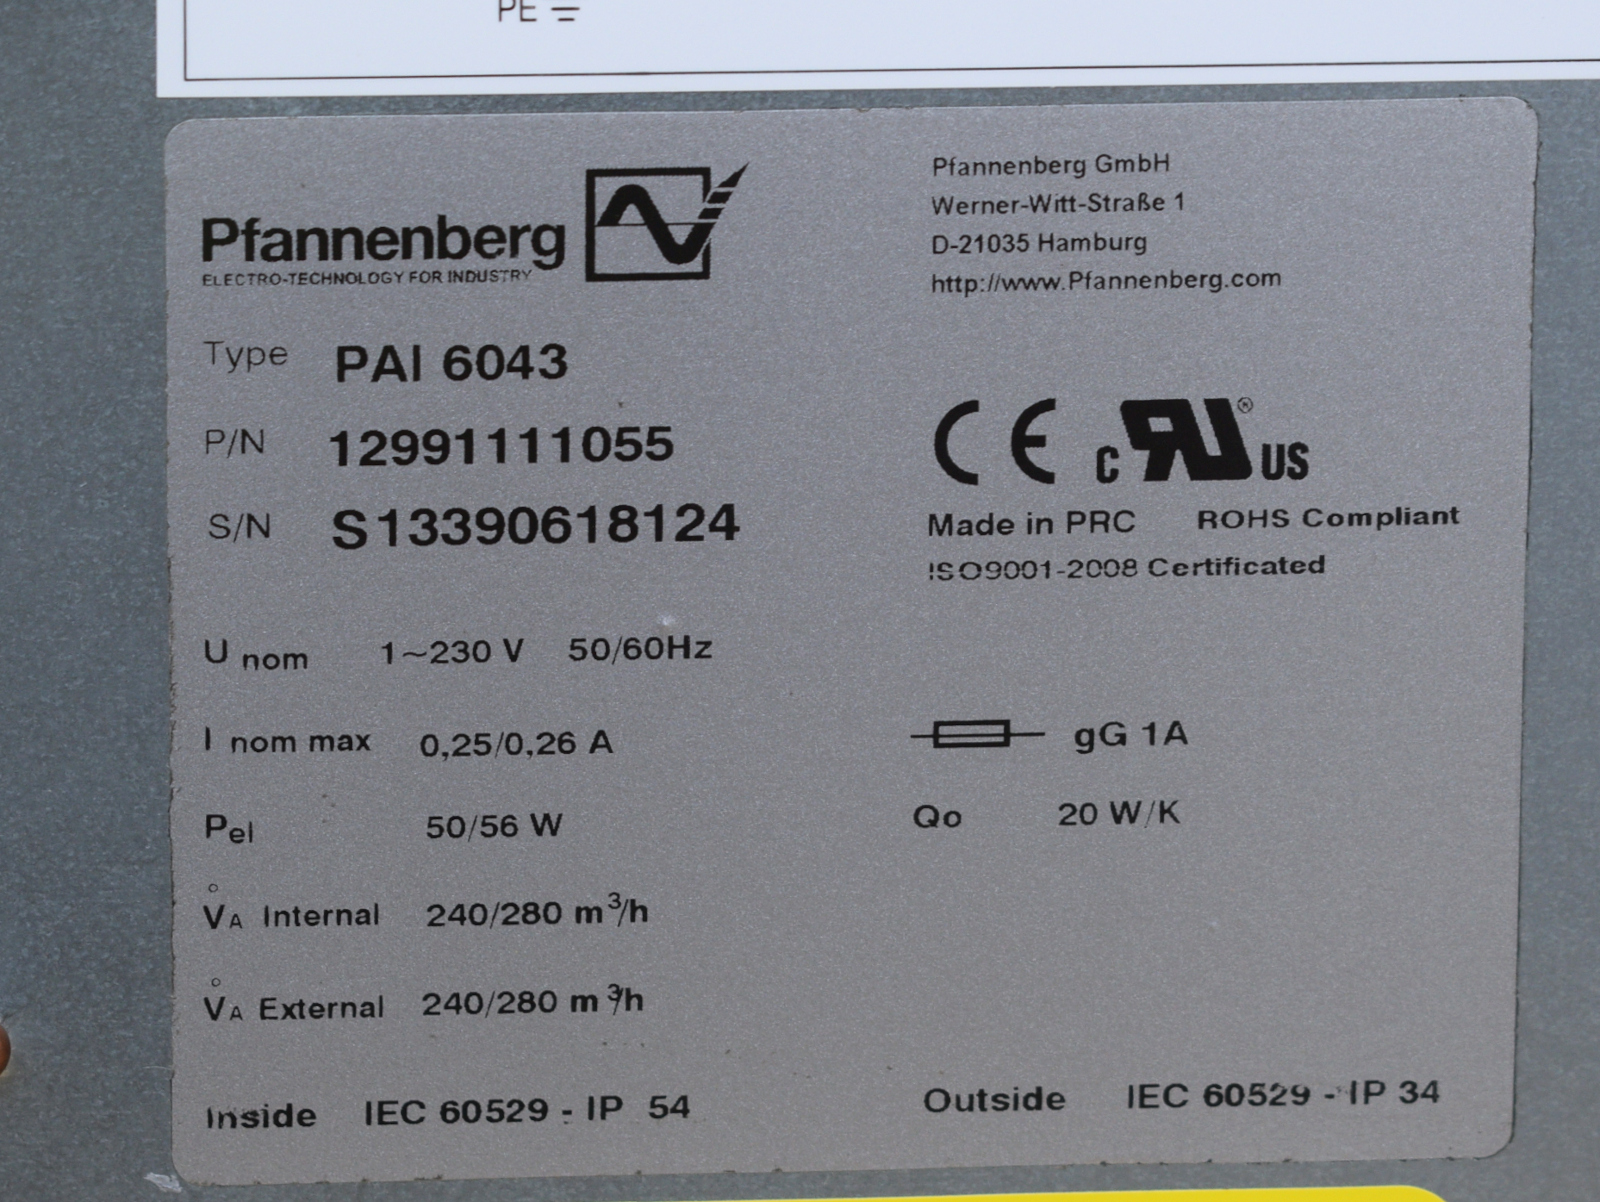 PE
Pfannenberg
ELECTRO-TECHNOLOGY FOR INDUSTRY
Pfannenberg GmbH
Werner-Witt-Straße 1
D-21035 Hamburg
http://www.Pfannenberg.com
Type PAI 6043
P/N 12991111055
S/N S13390618124
CE c RU ® US
Made in PRC ROHS Compliant
ISO9001-2008 Certificated
U nom 1~230 V 50/60Hz
I nom max 0,25/0,26 A
gG 1A
Pel 50/56 W
Qo 20 W/K
V̊A Internal 240/280 m³/h
V̊A External 240/280 m³/h
Inside IEC 60529 - IP 54
Outside IEC 60529 - IP 34